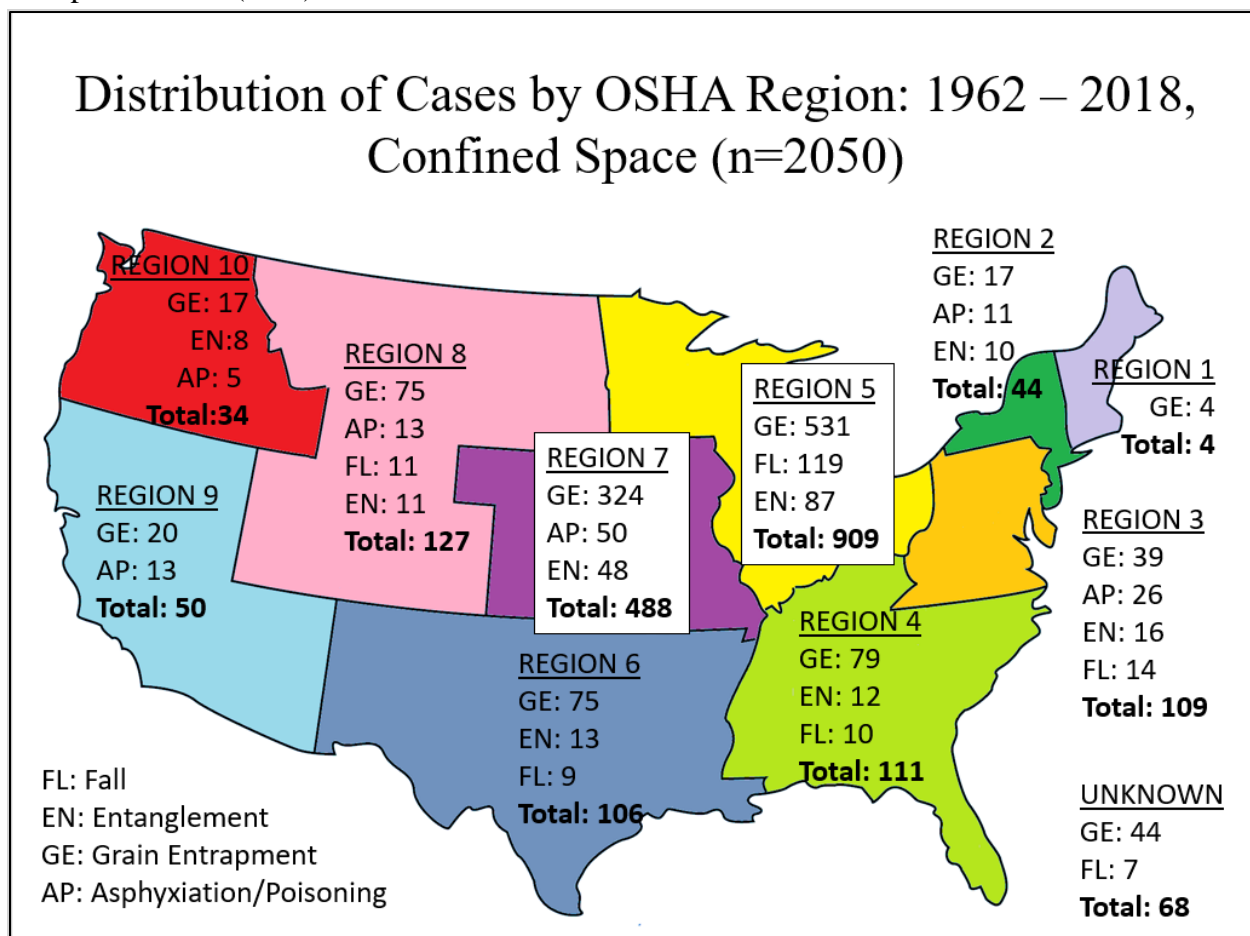 Distribution of Cases by OSHA Region: 1962 – 2018,
Confined Space (n=2050)
REGION 10
GE: 17
EN:8
AP: 5
Total:34
REGION 8
GE: 75
AP: 13
FL: 11
EN: 11
Total: 127
REGION 9
GE: 20
AP: 13
Total: 50
REGION 7
GE: 324
AP: 50
EN: 48
Total: 488
REGION 5
GE: 531
FL: 119
EN: 87
Total: 909
REGION 2
GE: 17
AP: 11
EN: 10
Total: 44
REGION 1
GE: 4
Total: 4
REGION 3
GE: 39
AP: 26
EN: 16
FL: 14
Total: 109
REGION 6
GE: 75
EN: 13
FL: 9
Total: 106
REGION 4
GE: 79
EN: 12
FL: 10
Total: 111
UNKNOWN
GE: 44
FL: 7
Total: 68
FL: Fall
EN: Entanglement
GE: Grain Entrapment
AP: Asphyxiation/Poisoning